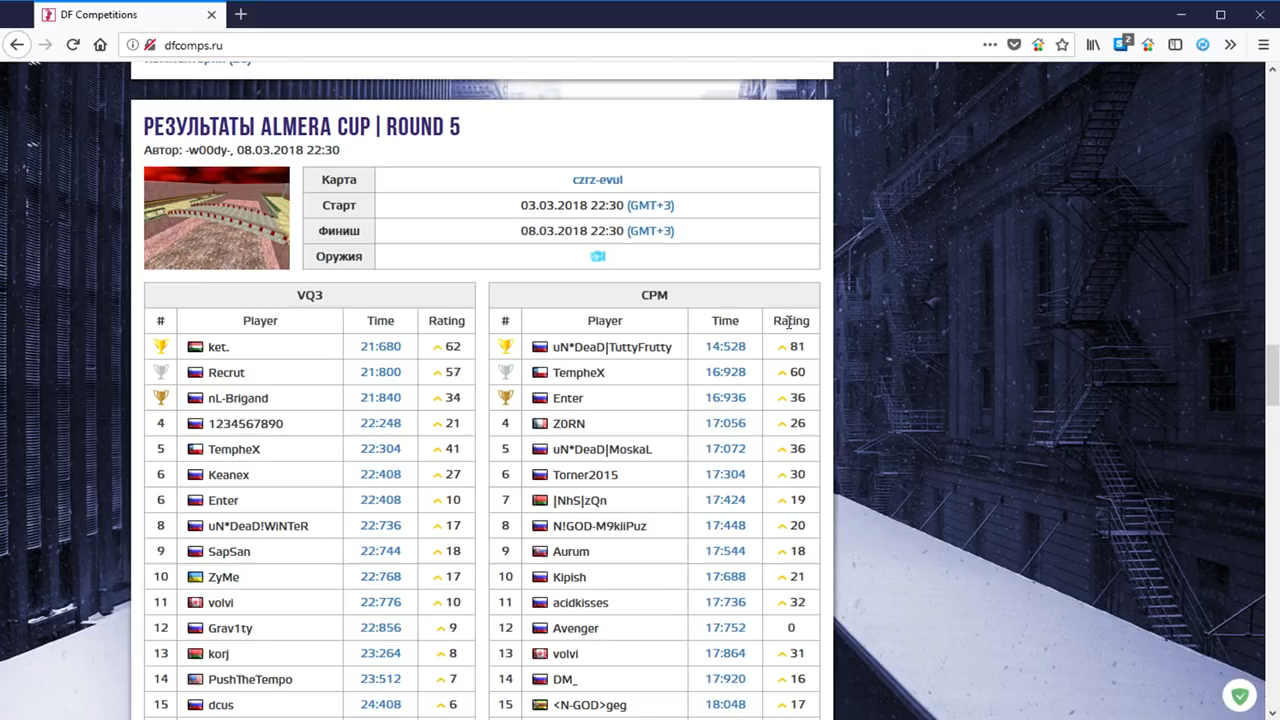 DF Competitions
dfcomps.ru
2
РЕЗУЛЬТАТЫ ALMERA CUP | ROUND 5
Автор: -w00dy-, 08.03.2018 22:30
Карта czrz-evul
Старт 03.03.2018 22:30 (GMT+3)
Финиш 08.03.2018 22:30 (GMT+3)
Оружия
VQ3
# Player Time Rating
ket. 21:680 62
Recrut 21:800 57
nL-Brigand 21:840 34
4 1234567890 22:248 21
5 TempheX 22:304 41
6 Keanex 22:408 27
6 Enter 22:408 10
8 uN*DeaD!WiNTeR 22:736 17
9 SapSan 22:744 18
10 ZyMe 22:768 17
11 volvi 22:776 10
12 Grav1ty 22:856 9
13 korj 23:264 8
14 PushTheTempo 23:512 7
15 dcus 24:408 6
CPM
# Player Time Rating
uN*DeaD|TuttyFrutty 14:528 81
TempheX 16:928 60
Enter 16:936 36
4 Z0RN 17:056 26
5 uN*DeaD|MoskaL 17:072 36
6 Torner2015 17:304 30
7 |NhS|zQn 17:424 19
8 N!GOD-M9kiiPuz 17:448 20
9 Aurum 17:544 18
10 Kipish 17:688 21
11 acidkisses 17:736 32
12 Avenger 17:752 0
13 volvi 17:864 31
14 DM_ 17:920 16
15 <N-GOD>geg 18:048 17